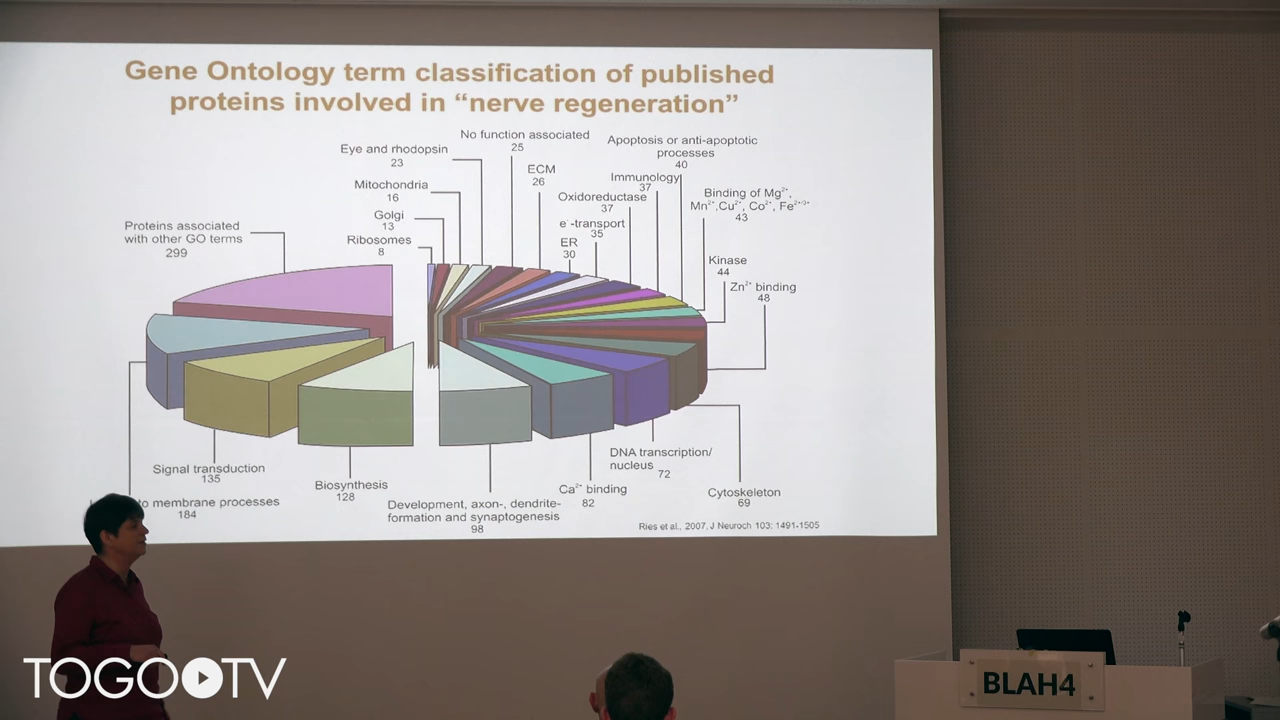 Gene Ontology term classification of published
proteins involved in “nerve regeneration”
No function associated
25
Apoptosis or anti-apoptotic
processes
40
Eye and rhodopsin
23
ECM
26
Immunology
37
Mitochondria
16
Oxidoreductase
37
Binding of Mg²⁺,
Mn²⁺,Cu²⁺, Co²⁺, Fe²⁺/³⁺
43
Golgi
13
e⁻-transport
35
Proteins associated
with other GO terms
299
Ribosomes
8
ER
30
Kinase
44
Zn²⁺ binding
48
Signal transduction
135
Biosynthesis
128
DNA transcription/
nucleus
72
to membrane processes
184
Development, axon-, dendrite-
formation and synaptogenesis
98
Ca²⁺ binding
82
Cytoskeleton
69
Ries et al., 2007, J Neuroch 103: 1491-1505
TOGOTV
BLAH4